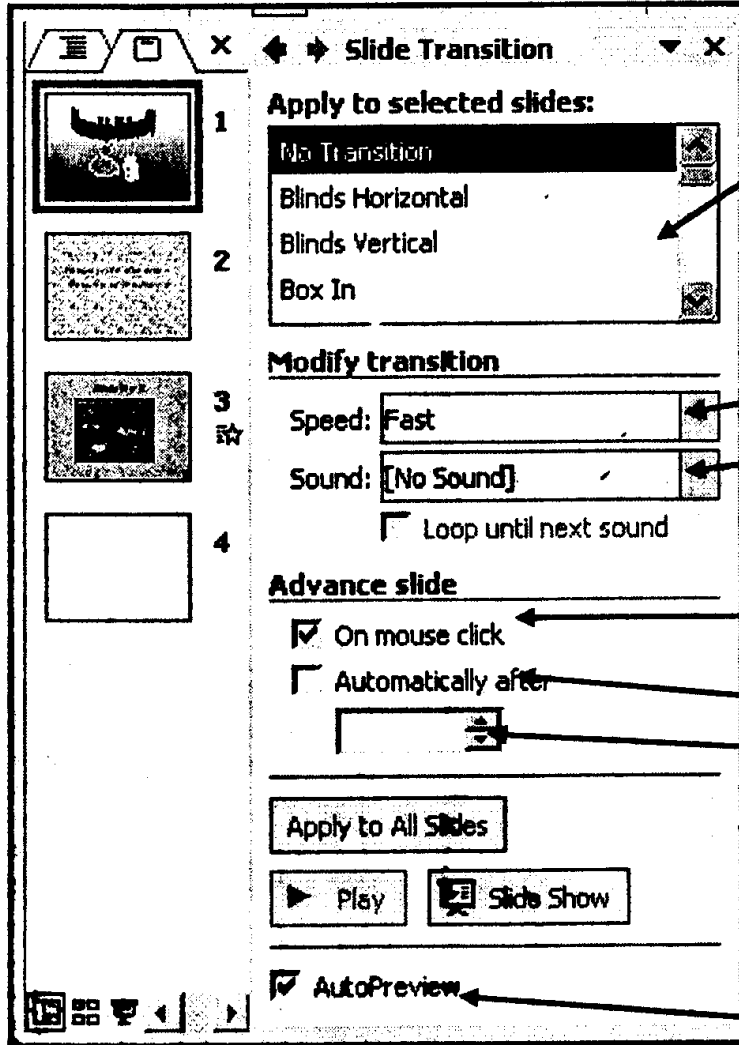 Slide Transition
1
2
3
4
Apply to selected slides:
No Transition
Blinds Horizontal
Blinds Vertical
Box In
Modify transition
Speed: Fast
Sound: [No Sound]
Loop until next sound
Advance slide
On mouse click
Automatically after
Apply to All Slides
Play
Slide Show
AutoPreview